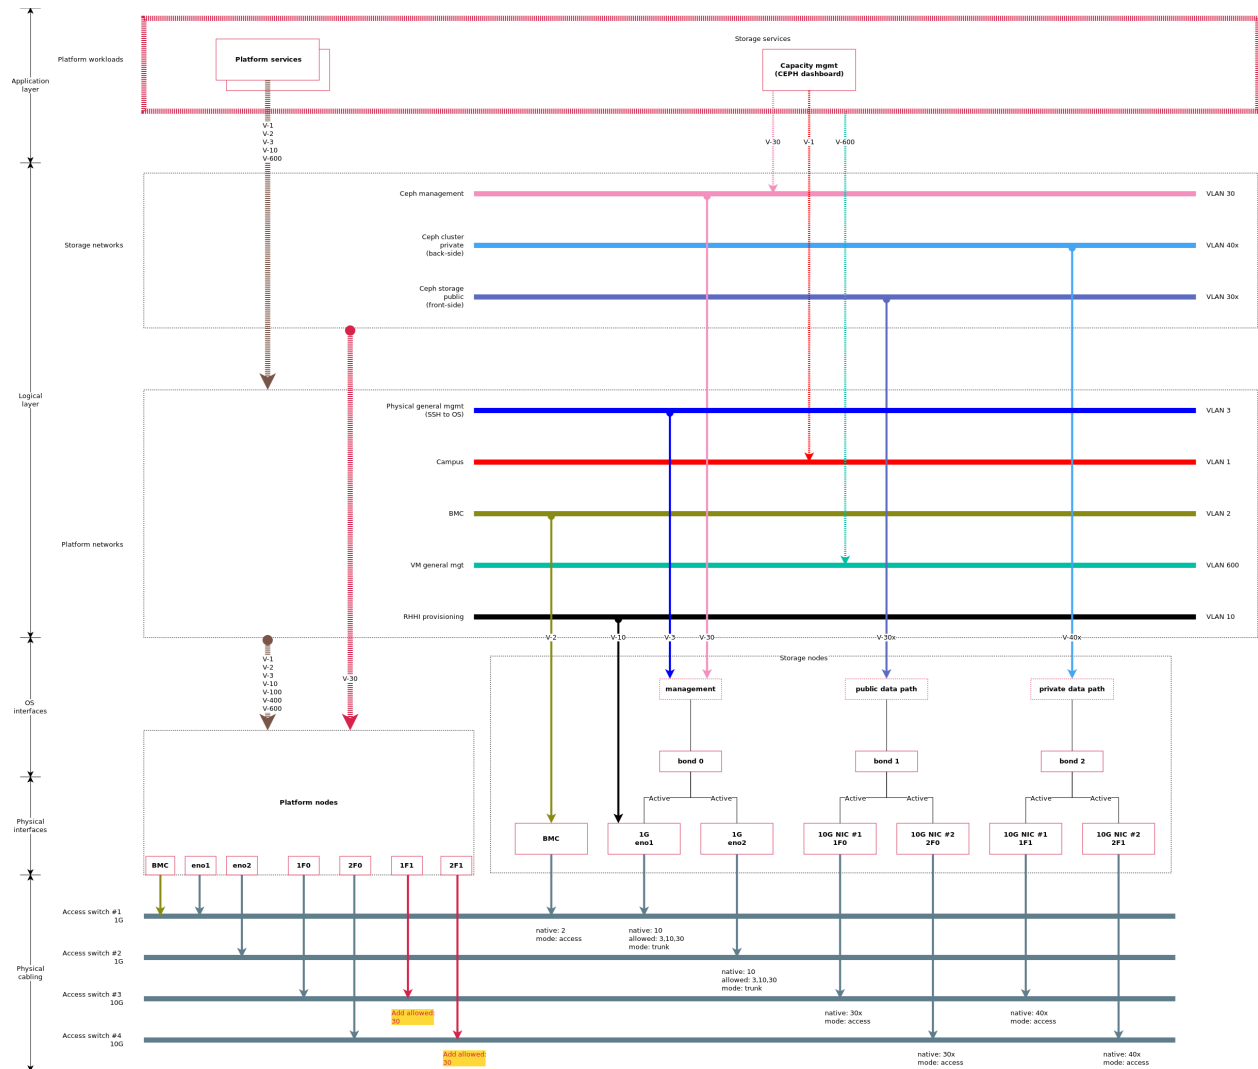 Storage services
Platform workloads
Platform services
Capacity mgmt
(CEPH dashboard)
Application
layer
V-1
V-2
V-3
V-10
V-600
V-30
V-1
V-600
Ceph management
VLAN 30
Storage networks
Ceph cluster
private
(back-side)
VLAN 40x
Ceph storage
public
(front-side)
VLAN 30x
Logical
layer
Physical general mgmt
(SSH to OS)
VLAN 3
Campus
VLAN 1
BMC
VLAN 2
Platform networks
VM general mgt
VLAN 600
RHHI provisioning
VLAN 10
V-2
V-10
V-3
V-30
V-30x
V-40x
V-1
V-2
V-3
V-10
V-100
V-400
V-600
V-30
Storage nodes
OS
interfaces
management
public data path
private data path
bond 0
bond 1
bond 2
Active
Active
Active
Active
Active
Active
Physical
interfaces
Platform nodes
BMC
1G
eno1
1G
eno2
10G NIC #1
1F0
10G NIC #2
2F0
10G NIC #1
1F1
10G NIC #2
2F1
BMC
eno1
eno2
1F0
2F0
1F1
2F1
Access switch #1
1G
native: 2
mode: access
native: 10
allowed: 3,10,30
mode: trunk
Access switch #2
1G
Physical
cabling
native: 10
allowed: 3,10,30
mode: trunk
Access switch #3
10G
Add allowed:
30
native: 30x
mode: access
native: 40x
mode: access
Access switch #4
10G
Add allowed:
30
native: 30x
mode: access
native: 40x
mode: access